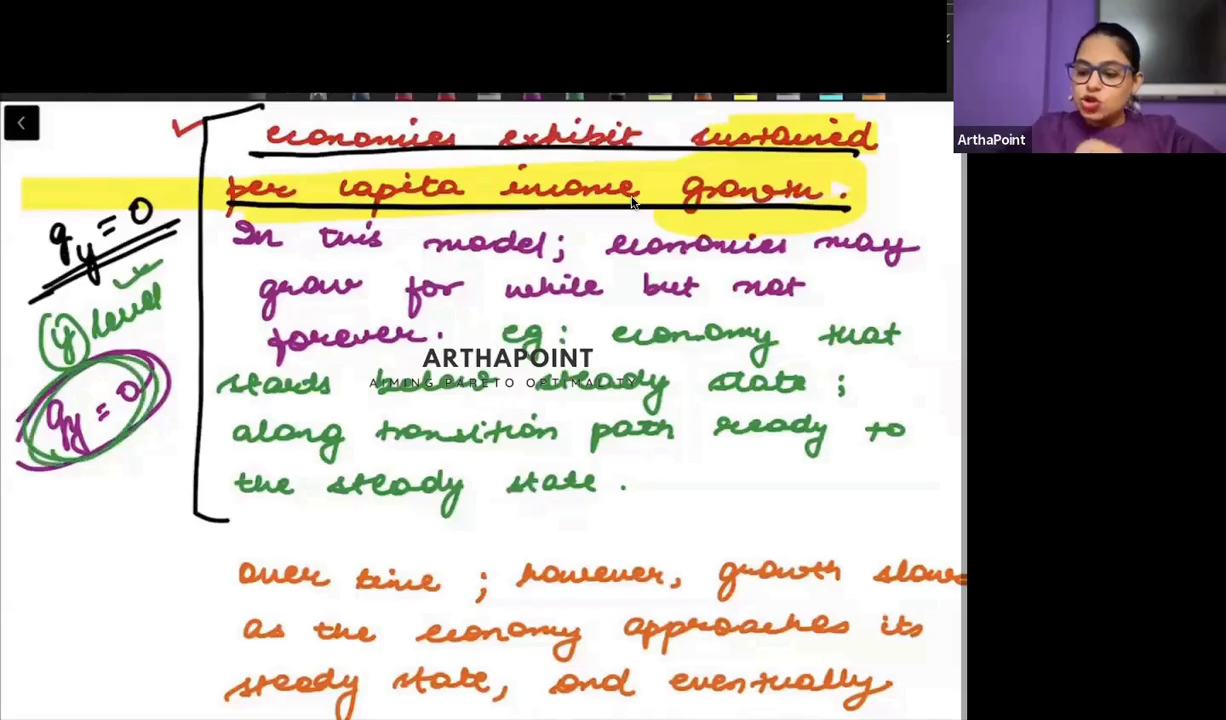 ArthaPoint
economies exhibit sustained
per capita income growth.
gy = 0
In this model; economies may
grow for while but not
forever. eg: economy that
(y) level
gy = 0
ARTHAPOINT
AIMING PARETO OPTIMALITY
starts below steady state ;
along transition path ready to
the steady state .
over time ; however, growth slows
as the economy approaches its
steady state, and eventually